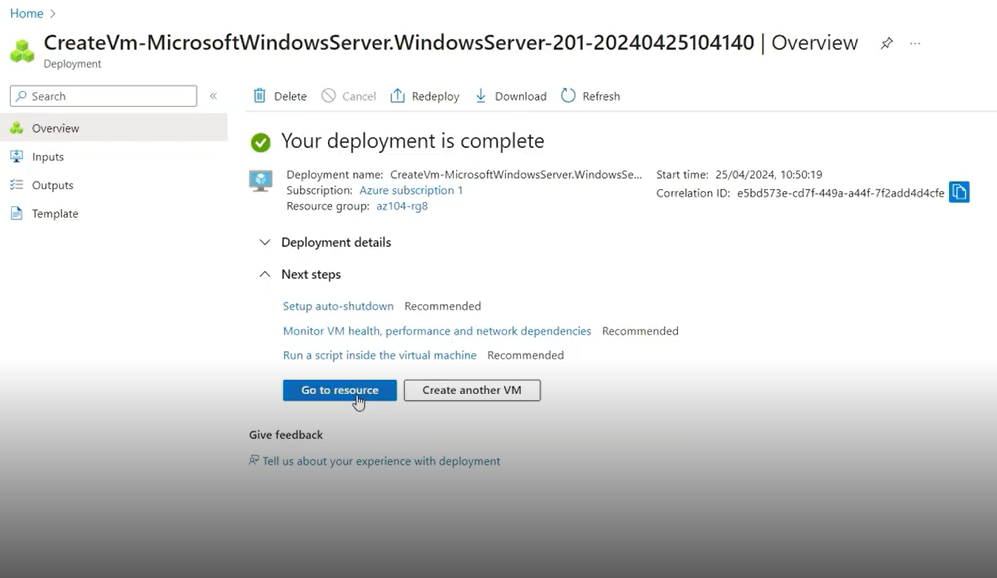 Home >
CreateVm-MicrosoftWindowsServer.WindowsServer-201-20240425104140 | Overview ...
Deployment
Search «
Delete Cancel Redeploy Download Refresh
Overview
Inputs
Outputs
Template
Your deployment is complete
Deployment name: CreateVm-MicrosoftWindowsServer.WindowsSe... Start time: 25/04/2024, 10:50:19
Subscription: Azure subscription 1 Correlation ID: e5bd573e-cd7f-449a-a44f-7f2add4d4cfe
Resource group: az104-rg8
Deployment details
Next steps
Setup auto-shutdown Recommended
Monitor VM health, performance and network dependencies Recommended
Run a script inside the virtual machine Recommended
Go to resource Create another VM
Give feedback
Tell us about your experience with deployment